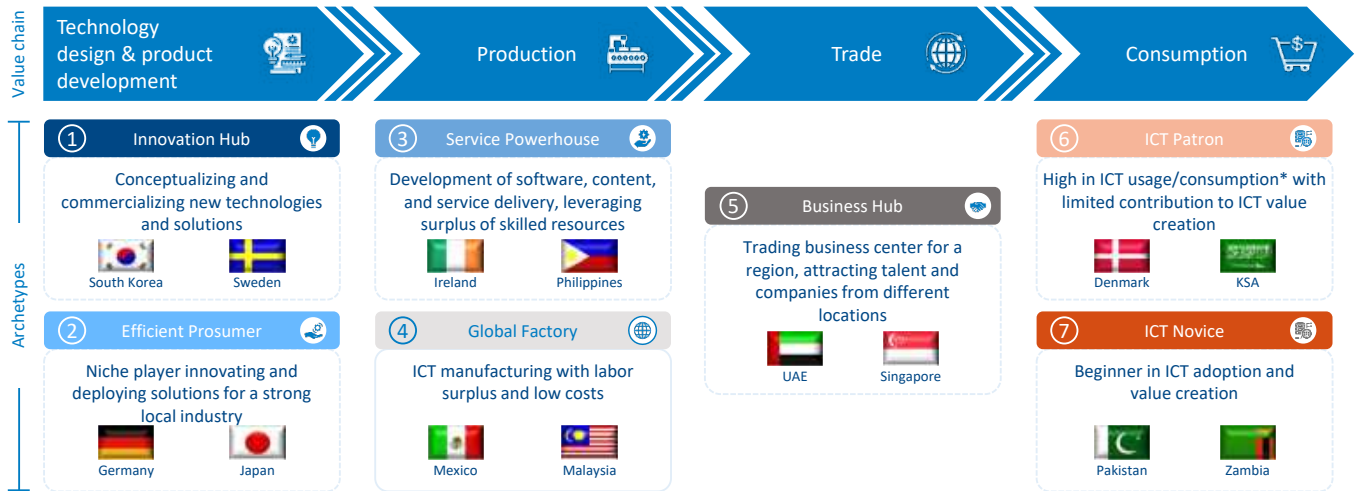 Value chain
Technology
design & product
development
Production
Trade
$
Consumption
Archetypes
1 Innovation Hub
Conceptualizing and
commercializing new technologies
and solutions
South Korea Sweden
2 Efficient Prosumer
Niche player innovating and
deploying solutions for a strong
local industry
Germany Japan
3 Service Powerhouse
Development of software, content,
and service delivery, leveraging
surplus of skilled resources
Ireland Philippines
4 Global Factory
ICT manufacturing with labor
surplus and low costs
Mexico Malaysia
5 Business Hub
Trading business center for a
region, attracting talent and
companies from different
locations
UAE Singapore
6 ICT Patron
High in ICT usage/consumption* with
limited contribution to ICT value
creation
Denmark KSA
7 ICT Novice
Beginner in ICT adoption and
value creation
Pakistan Zambia